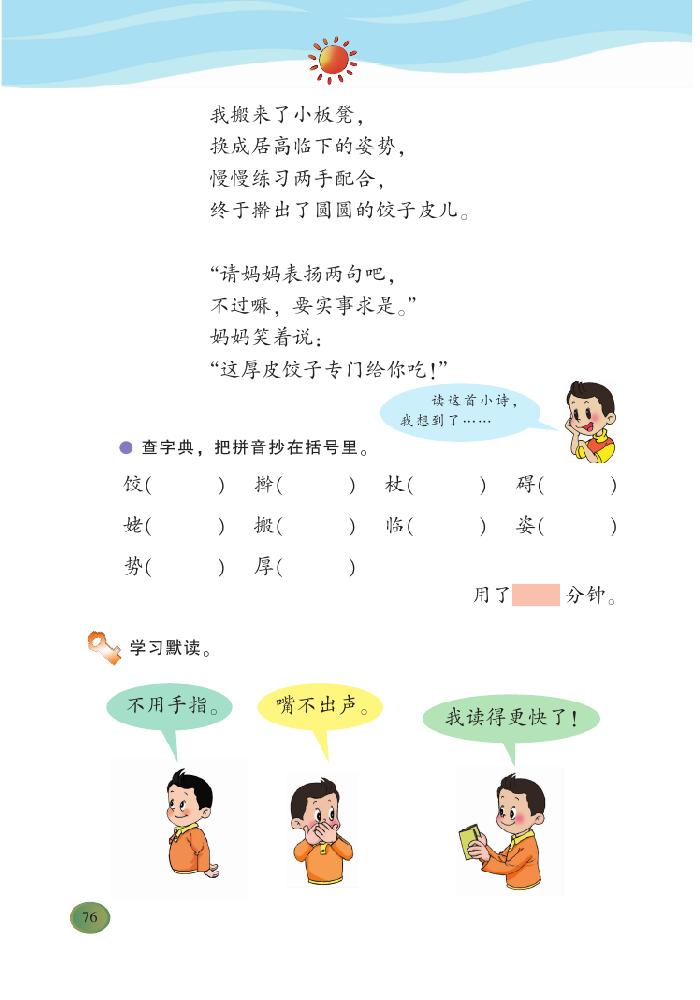 我搬来了小板凳，
换成居高临下的姿势，
慢慢练习两手配合，
终于擀出了圆圆的饺子皮儿。
“请妈妈表扬两句吧，
不过嘛，要实事求是。”
妈妈笑着说：
“这厚皮饺子专门给你吃！”
读这首小诗，
我想到了……
● 查字典，把拼音抄在括号里。
饺(　　) 擀(　　) 杖(　　) 碍(　　)
姥(　　) 搬(　　) 临(　　) 姿(　　)
势(　　) 厚(　　)
用了　　分钟。
学习默读。
不用手指。
嘴不出声。
我读得更快了！
76